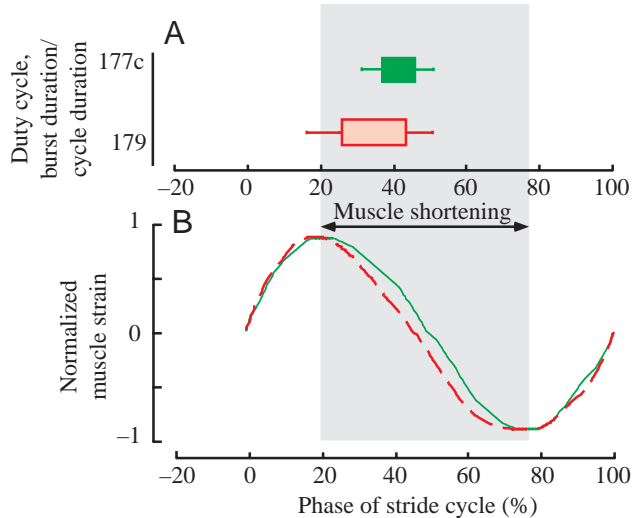 A
Duty cycle,
burst duration/
cycle duration
177c
179
–20 0 20 40 60 80 100
B
Muscle shortening
Normalized
muscle strain
1
0
–1
–20 0 20 40 60 80 100
Phase of stride cycle (%)